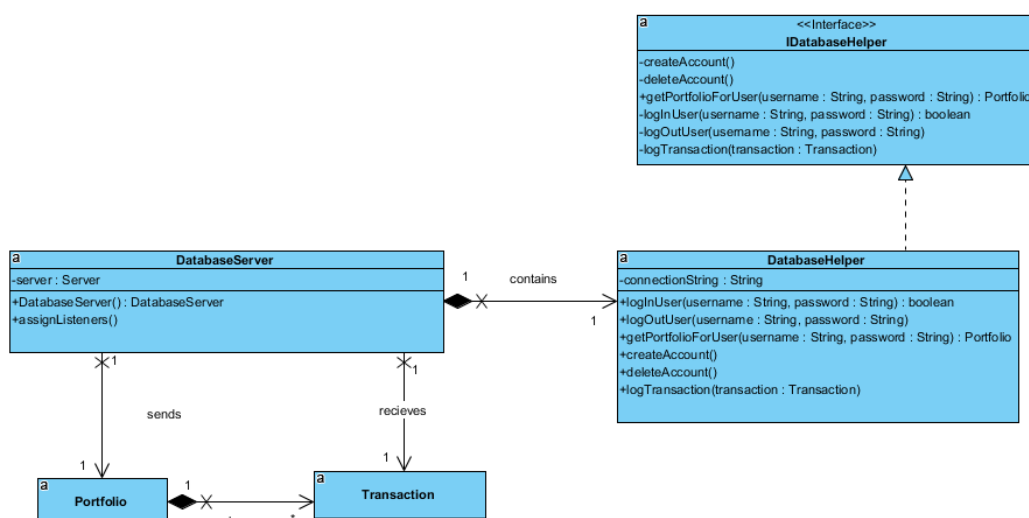 a
<<Interface>>
IDatabaseHelper
-createAccount()
-deleteAccount()
+getPortfolioForUser(username : String, password : String) : Portfolio
-logInUser(username : String, password : String) : boolean
-logOutUser(username : String, password : String)
-logTransaction(transaction : Transaction)
a
DatabaseServer
-server : Server
+DatabaseServer() : DatabaseServer
+assignListeners()
1
contains
1
a
DatabaseHelper
-connectionString : String
+logInUser(username : String, password : String) : boolean
+logOutUser(username : String, password : String)
+getPortfolioForUser(username : String, password : String) : Portfolio
+createAccount()
+deleteAccount()
+logTransaction(transaction : Transaction)
1
sends
1
1
recieves
1
a
Portfolio
1
a
Transaction